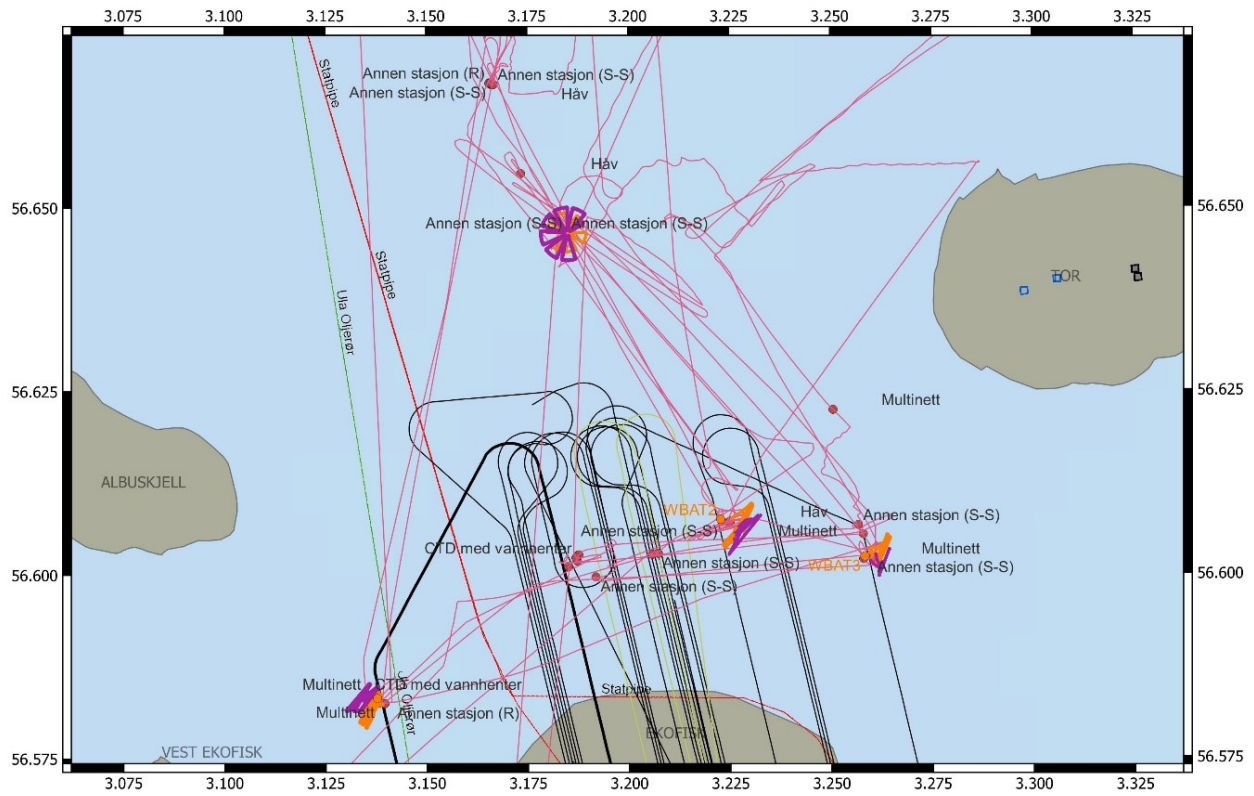 3.075 3.100 3.125 3.150 3.175 3.200 3.225 3.250 3.275 3.300 3.325
Statpipe
Annen stasjon (R)
Annen stasjon (S-S)
Annen stasjon (S-S)
Håv
Håv
56.650
56.650
Annen stasjon (S-S)
Annen stasjon (S-S)
Statpipe
TOR
Ula Oljerør
56.625
56.625
Multinett
ALBUSKJELL
WBAT2
Håv
Annen stasjon (S-S)
Annen stasjon (S-S)
Multinett
CTD med vannhenter
Multinett
Annen stasjon (S-S)
WBAT3
Annen stasjon (S-S)
56.600
56.600
Annen stasjon (S-S)
Multinett
CTD med vannhenter
Statpipe
Ula Oljerør
Multinett
Annen stasjon (R)
EKOFISK
VEST EKOFISK
56.575
56.575
3.075 3.100 3.125 3.150 3.175 3.200 3.225 3.250 3.275 3.300 3.325